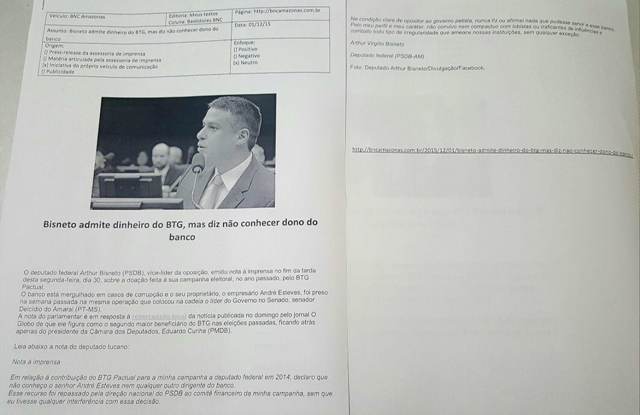 Veículo: BNC Amazonas
Editoria: Meios textos
Coluna: Bastidores BNC
Página: http://bncamazonas.com.br
Data: 01/12/15
Assunto: Bisneto admite dinheiro do BTG, mas diz não conhecer dono do
banco
Origem:
() Press-release da assessoria de imprensa
() Matéria articulada pela assessoria de imprensa
(x) Iniciativa do próprio veículo de comunicação
() Publicidade
Enfoque:
() Positivo
() Negativo
(x) Neutro
Bisneto admite dinheiro do BTG, mas diz não conhecer dono do
banco
O deputado federal Arthur Bisneto (PSDB), vice-líder da oposição, emitiu nota à imprensa no fim da tarde
desta segunda-feira, dia 30, sobre a doação feita à sua campanha eleitoral, no ano passado, pelo BTG
Pactual.
O banco está mergulhado em casos de corrupção e o seu proprietário, o empresário André Esteves, foi preso
na semana passada na mesma operação que colocou na cadeia o líder do Governo no Senado, senador
Delcídio do Amaral (PT-MS).
A nota do parlamentar é em resposta à repercussão local da notícia publicada no domingo pelo jornal O
Globo de que ele figura como o segundo maior beneficiário do BTG nas eleições passadas, ficando atrás
apenas do presidente da Câmara dos Deputados, Eduardo Cunha (PMDB).
Leia abaixo a nota do deputado tucano:
Nota à imprensa
Em relação à contribuição do BTG Pactual para a minha campanha a deputado federal em 2014, declaro que
não conheço o senhor André Esteves nem qualquer outro dirigente do banco.
Esse recurso foi repassado pela direção nacional do PSDB ao comitê financeiro da minha campanha, sem que
eu tivesse qualquer interferência com essa decisão.
Na condição clara de opositor ao governo petista, nunca fiz ou afirmei nada que pudesse servir a esse banco.
Pelo meu perfil e meu caráter, não convivo nem compactuo com lobistas ou traficantes de influências e
combato todo tipo de irregularidade que ameace nossas instituições, sem qualquer exceção.
Arthur Virgílio Bisneto
Deputado federal (PSDB-AM)
Foto: Deputado Arthur Bisneto/Divulgação/Facebook.
http://bncamazonas.com.br/2015/12/01/bisneto-admite-dinheiro-do-btg-mas-diz-nao-conhecer-dono-do-banco